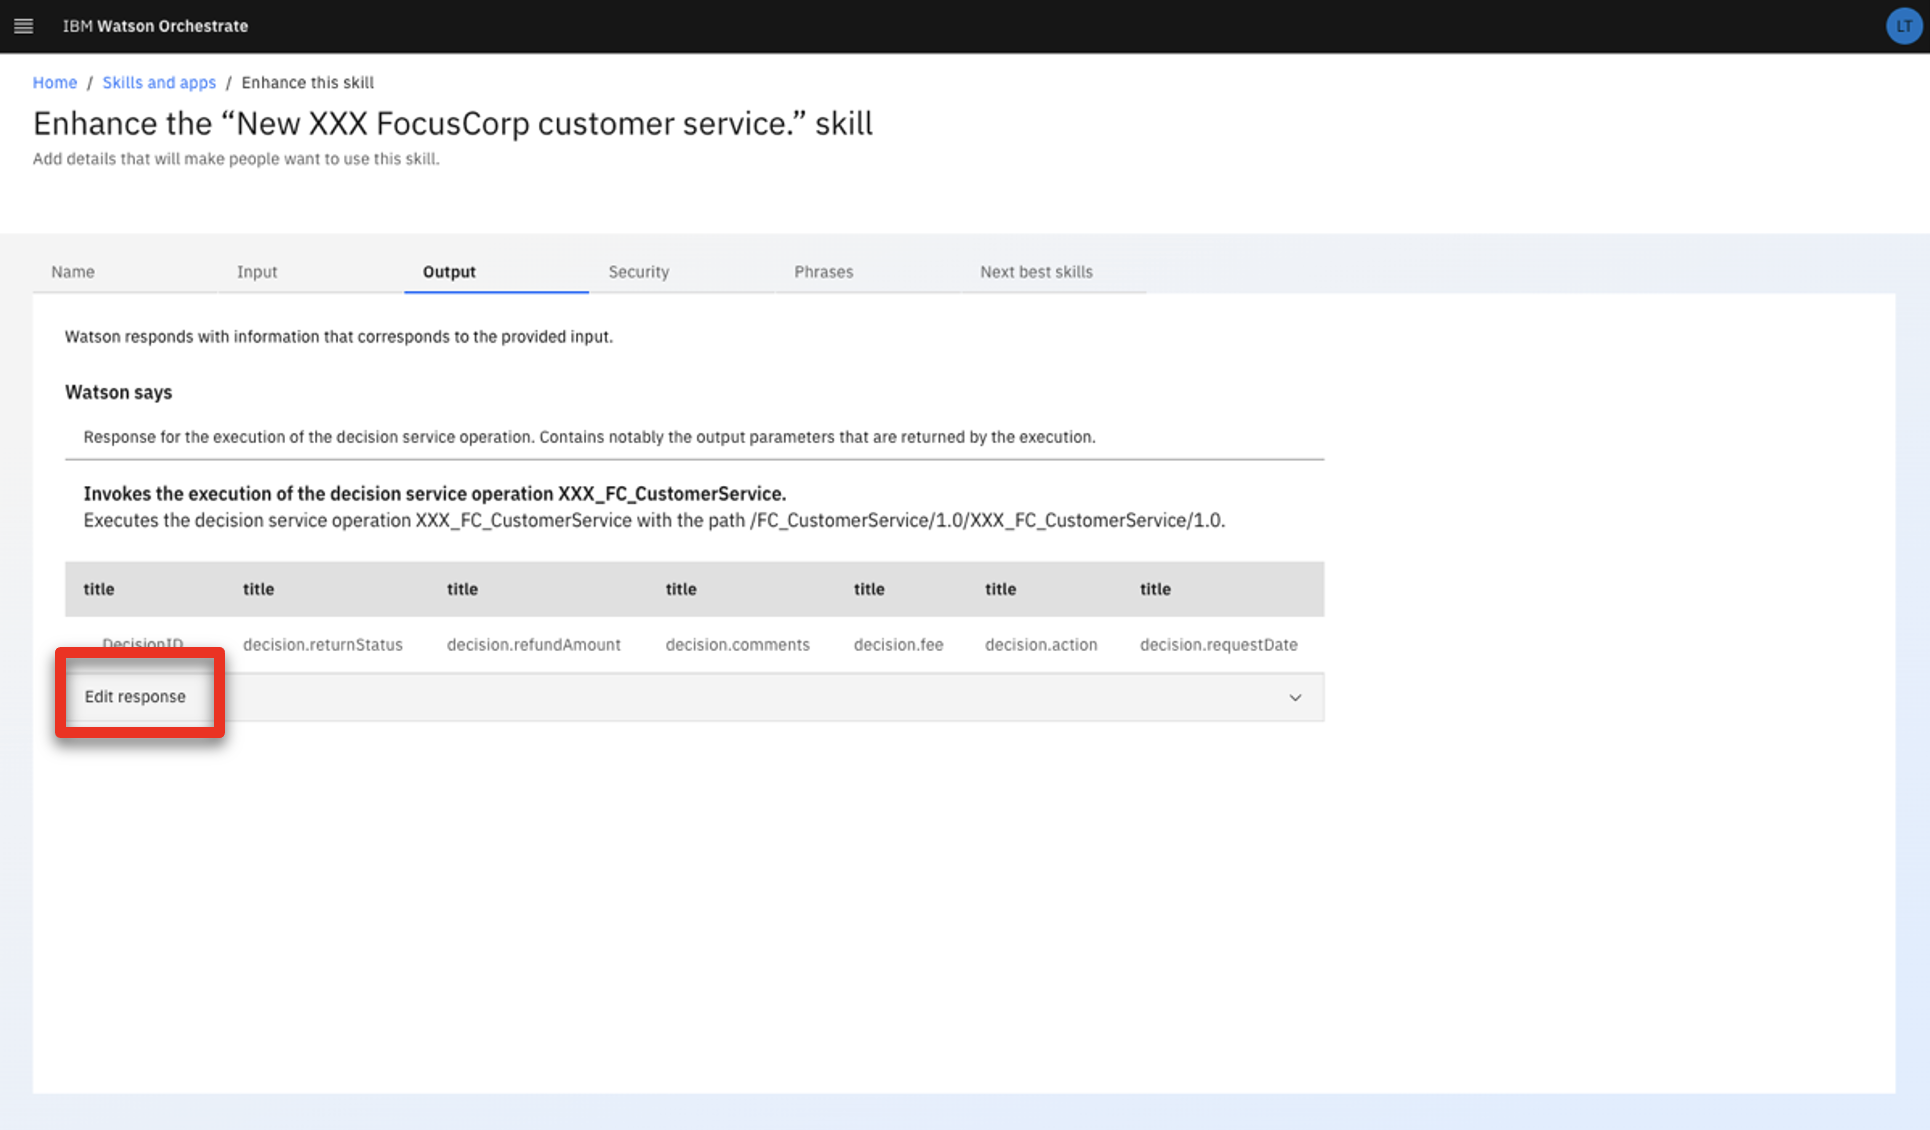 IBM Watson Orchestrate
LT
Home / Skills and apps / Enhance this skill
Enhance the “New XXX FocusCorp customer service.” skill
Add details that will make people want to use this skill.
Name Input Output Security Phrases Next best skills
Watson responds with information that corresponds to the provided input.
Watson says
Response for the execution of the decision service operation. Contains notably the output parameters that are returned by the execution.
Invokes the execution of the decision service operation XXX_FC_CustomerService.
Executes the decision service operation XXX_FC_CustomerService with the path /FC_CustomerService/1.0/XXX_FC_CustomerService/1.0.
title title title title title title title
DecisionID decision.returnStatus decision.refundAmount decision.comments decision.fee decision.action decision.requestDate
Edit response